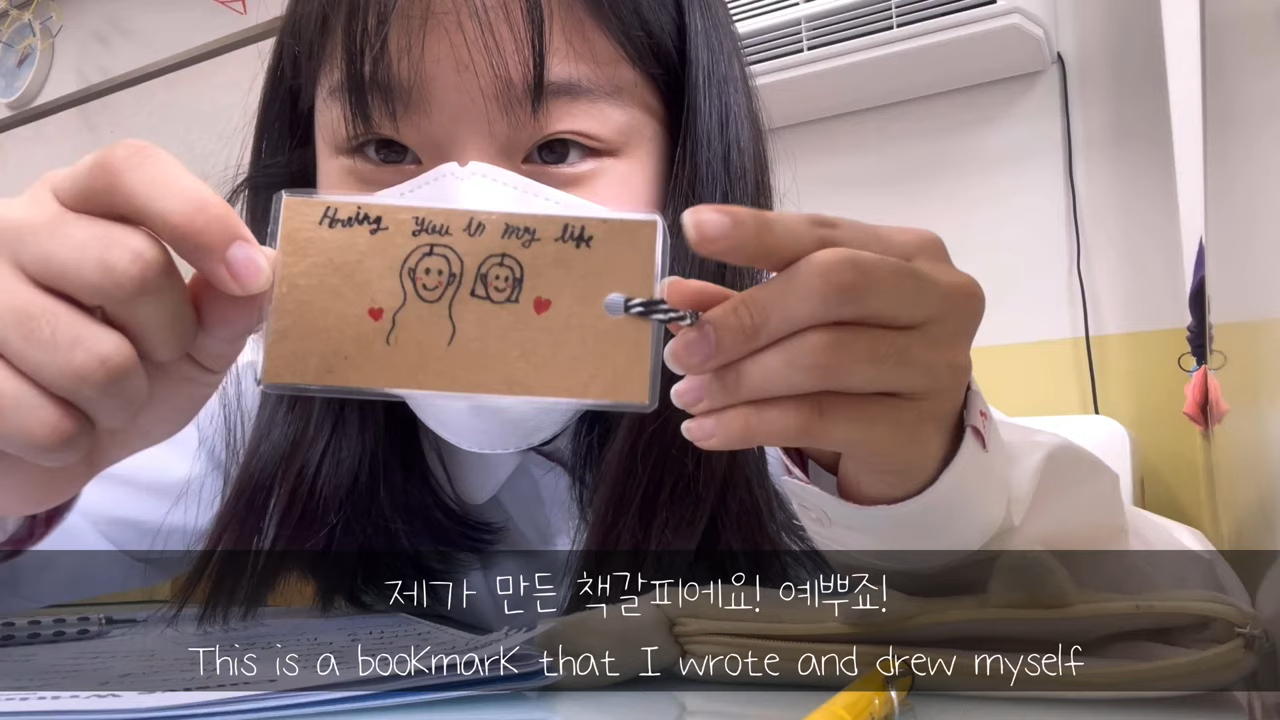 Having you in my life
제가 만든 책갈피에요! 예쁘죠!
This is a bookmark that I wrote and drew myself